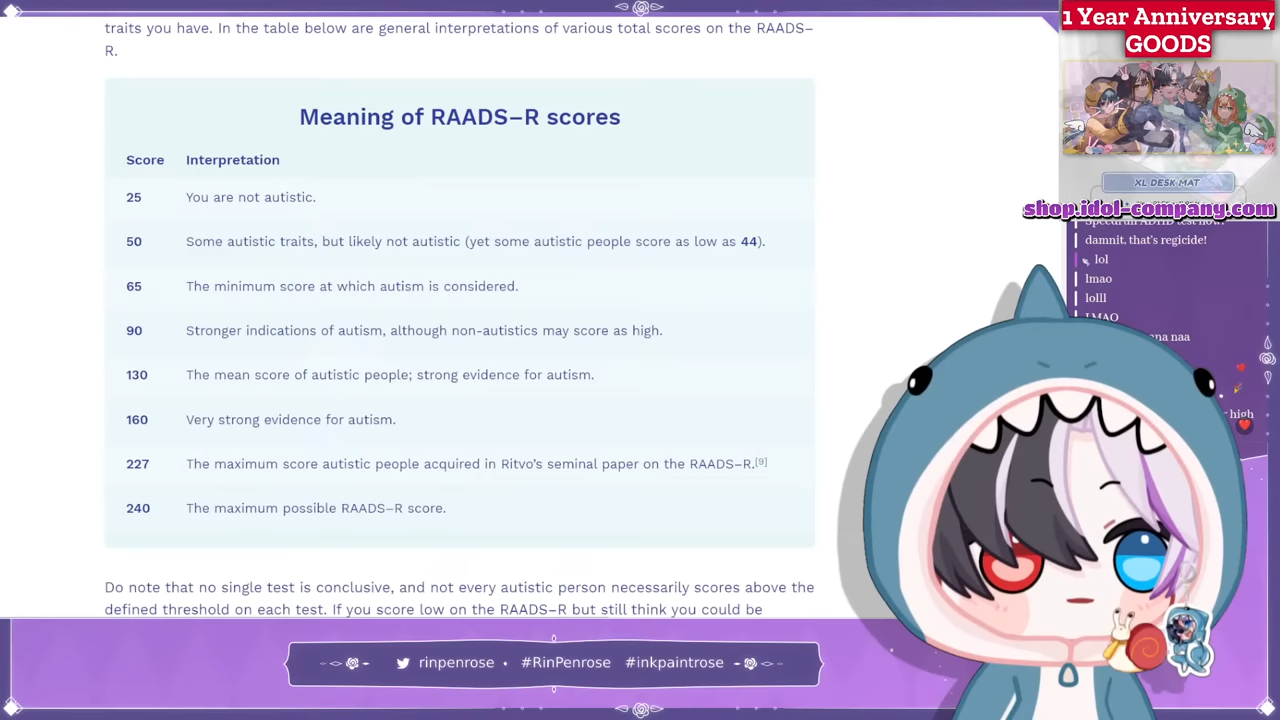 traits you have. In the table below are general interpretations of various total scores on the RAADS–
R.
Meaning of RAADS–R scores
Score Interpretation
25 You are not autistic.
50 Some autistic traits, but likely not autistic (yet some autistic people score as low as 44).
65 The minimum score at which autism is considered.
90 Stronger indications of autism, although non-autistics may score as high.
130 The mean score of autistic people; strong evidence for autism.
160 Very strong evidence for autism.
227 The maximum score autistic people acquired in Ritvo’s seminal paper on the RAADS–R.[9]
240 The maximum possible RAADS–R score.
Do note that no single test is conclusive, and not every autistic person necessarily scores above the
defined threshold on each test. If you score low on the RAADS–R but still think you could be
1 Year Anniversary
GOODS
XL DESK MAT
shop.idol-company.com
damnit, that's regicide!
lol
lmao
lolll
LMAO
naa
high
rinpenrose • #RinPenrose #inkpaintrose